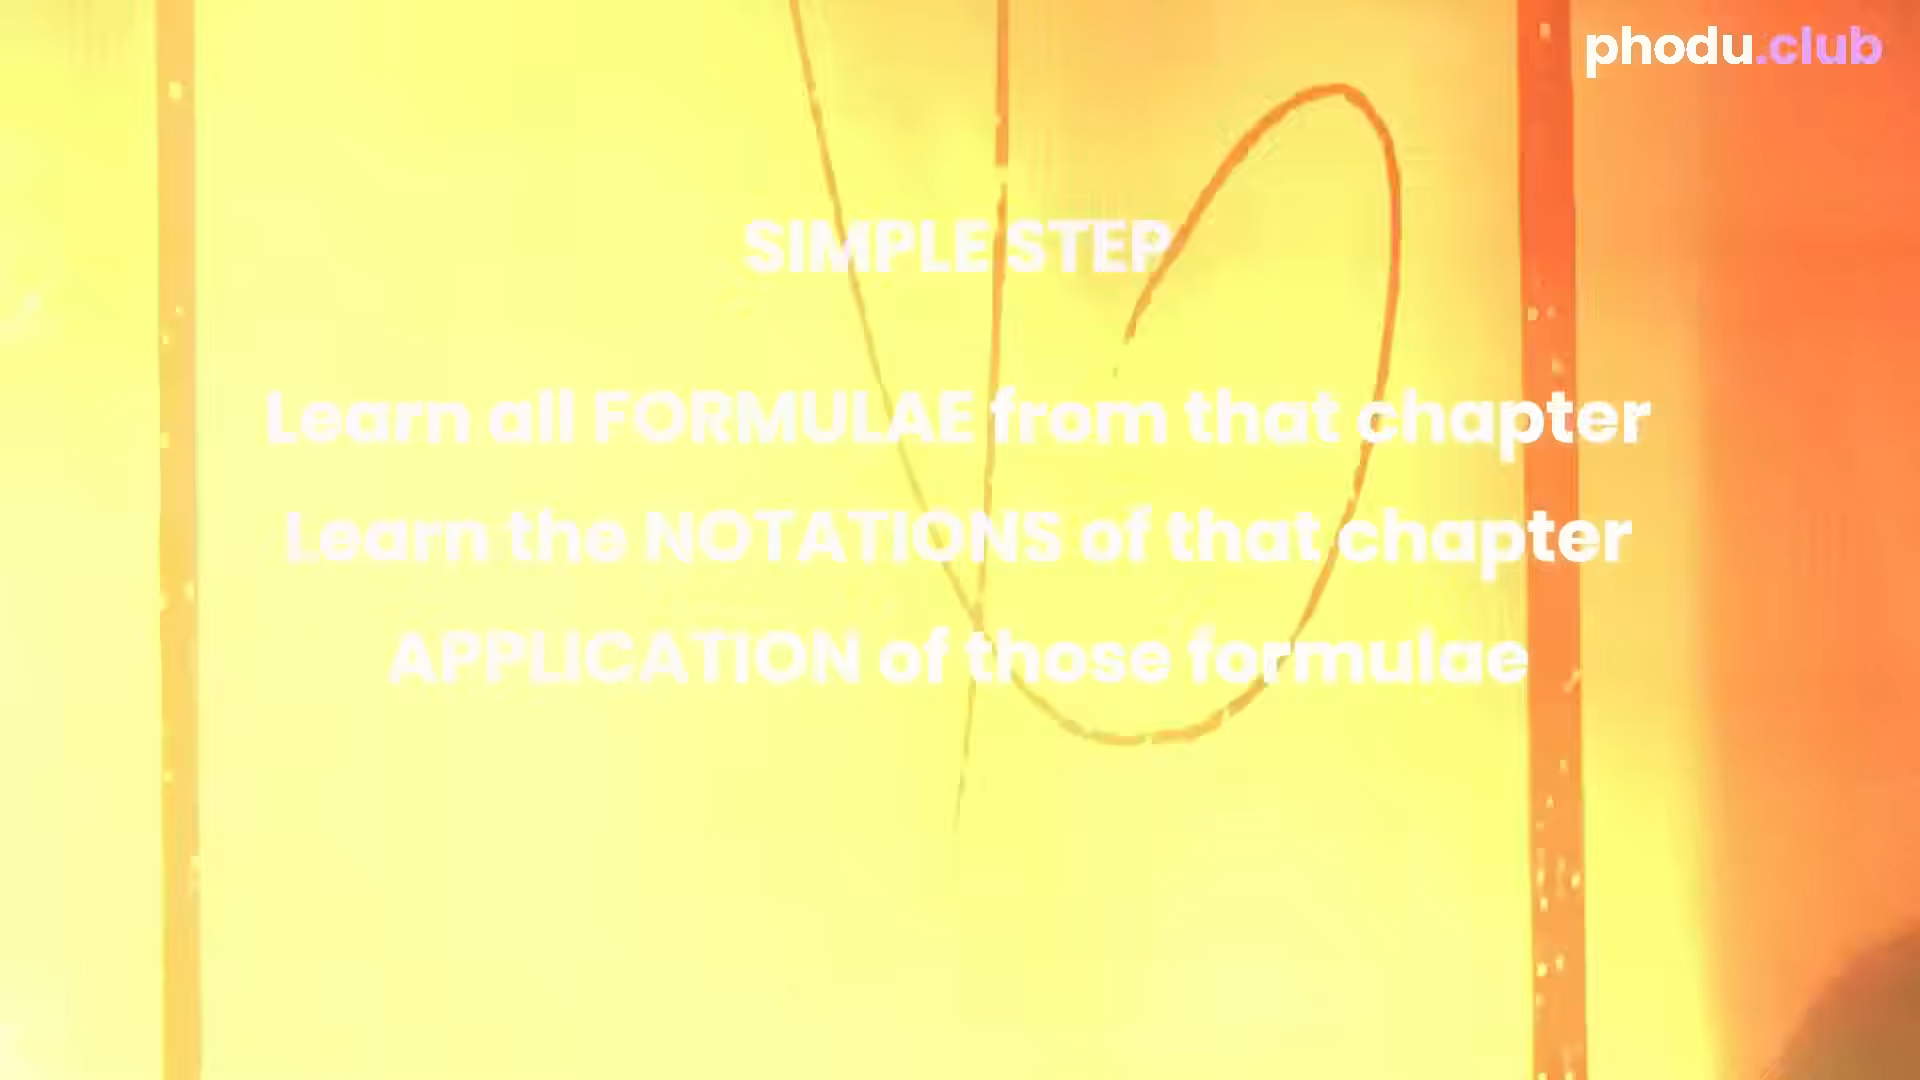 phodu.club
SIMPLE STEP
Learn all FORMULAE from that chapter
Learn the NOTATIONS of that chapter
APPLICATION of those formulae